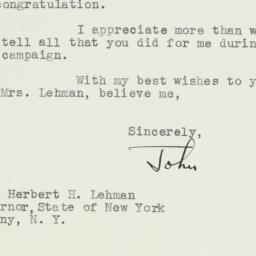 congratulation.
I appreciate more than w
tell all that you did for me durin
campaign.
With my best wishes to y
Mrs. Lehman, believe me,
Sincerely,
John
Herbert H. Lehman
rnor, State of New York
ny, N. Y.